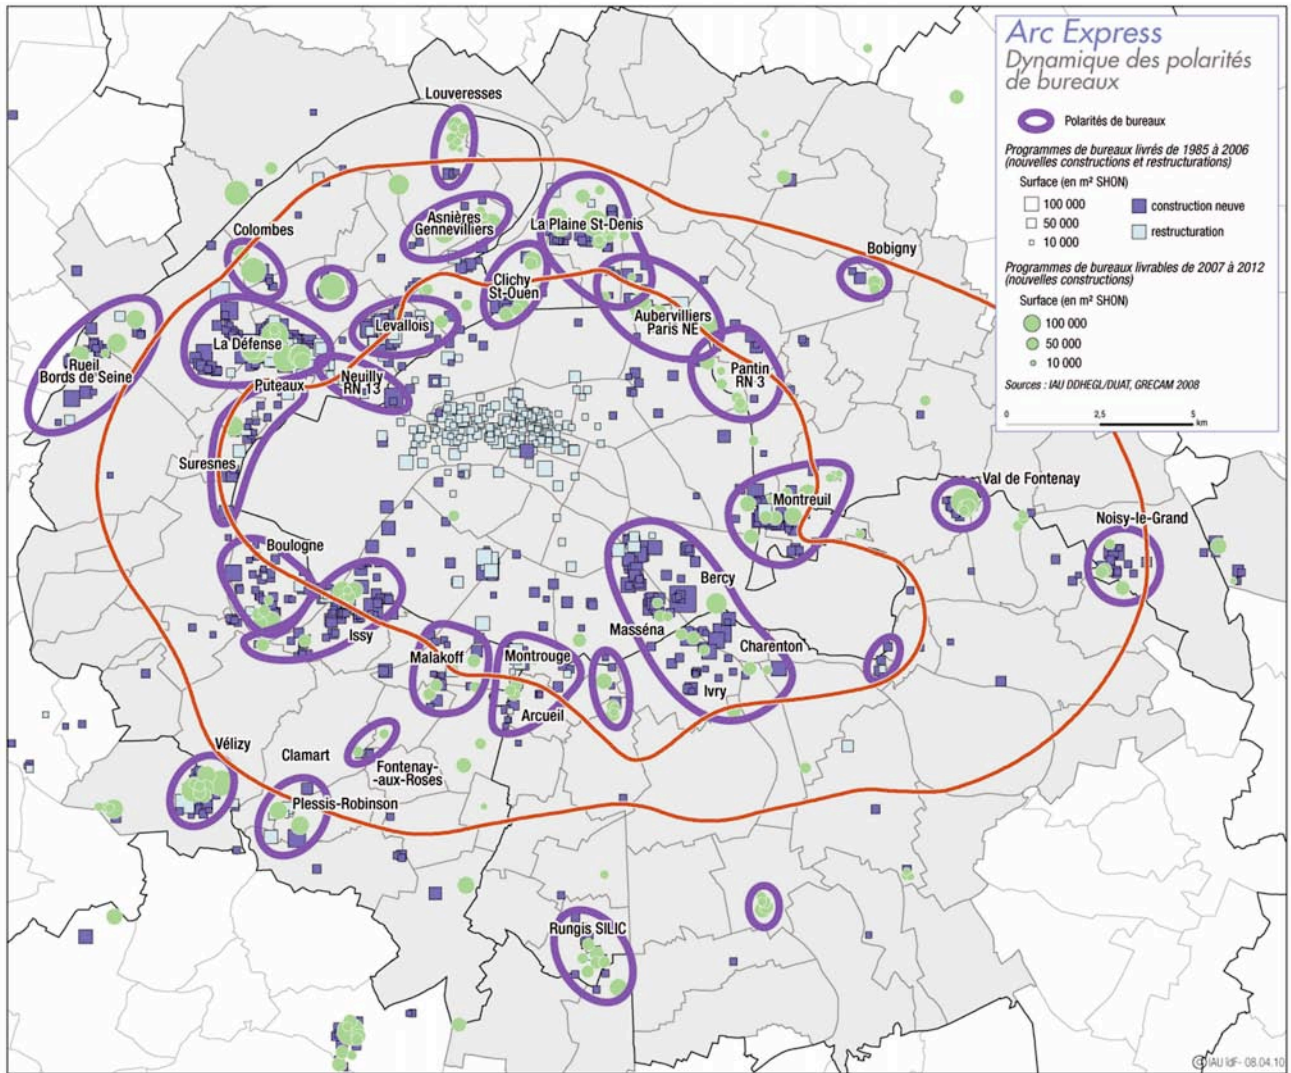 Arc Express
Dynamique des polarités
de bureaux
Polarités de bureaux
Programmes de bureaux livrés de 1985 à 2006
(nouvelles constructions et restructurations)
Surface (en m² SHON)
100 000
50 000
10 000
construction neuve
restructuration
Programmes de bureaux livrables de 2007 à 2012
(nouvelles constructions)
Surface (en m² SHON)
100 000
50 000
10 000
Sources : IAU DDHEGL/DUAT, GRECAM 2008
0 2,5 5
km
Louveresses
Asnières
Gennevilliers
La Plaine St-Denis
Colombes
Bobigny
Clichy
St-Ouen
Aubervilliers
Paris NE
Levallois
La Défense
Rueil
Bords de Seine
Puteaux
Neuilly
RN 13
Pantin
RN 3
Suresnes
Val de Fontenay
Montreuil
Noisy-le-Grand
Boulogne
Bercy
Issy
Masséna
Malakoff
Montrouge
Charenton
Ivry
Arcueil
Vélizy
Clamart
Fontenay-
-aux-Roses
Plessis-Robinson
Rungis SILIC
© IAU îdF- 08.04.10